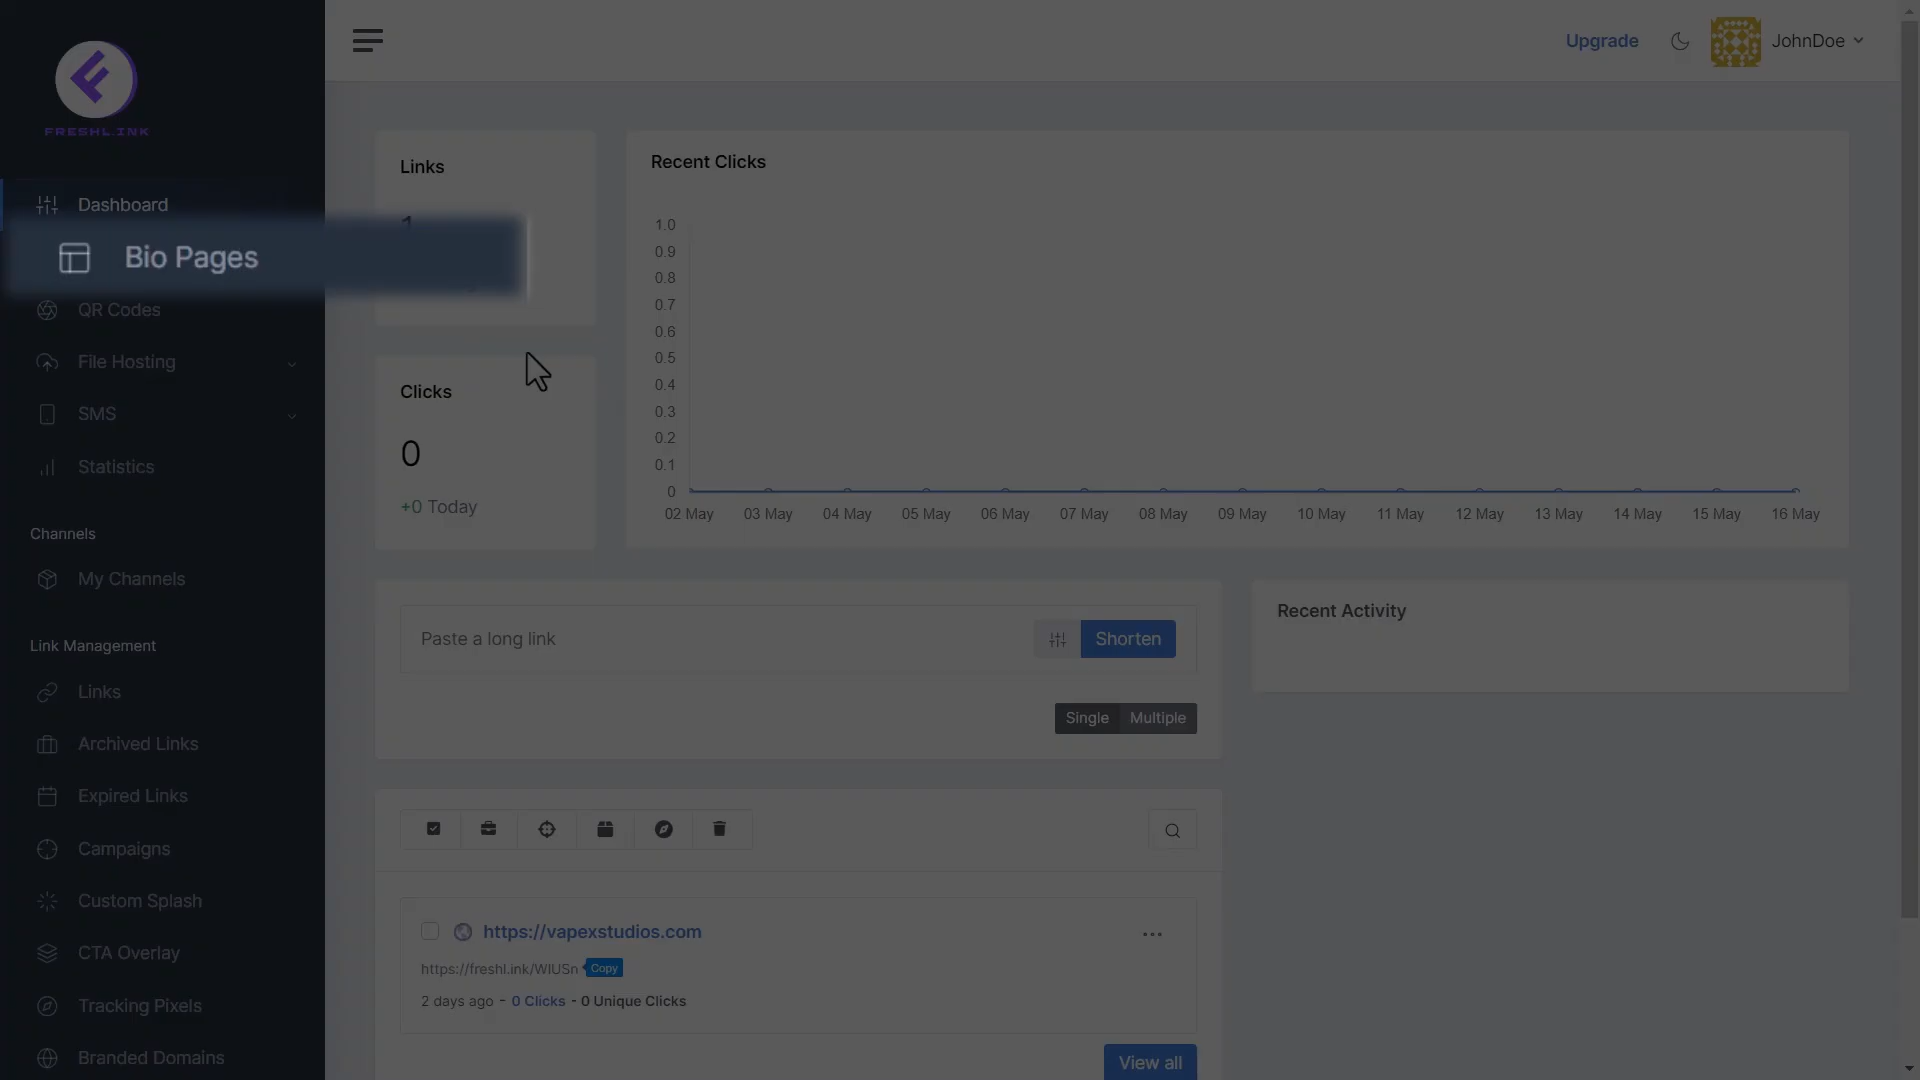 FRESHL.INK
Dashboard
Bio Pages
QR Codes
File Hosting
SMS
Statistics
Channels
My Channels
Link Management
Links
Archived Links
Expired Links
Campaigns
Custom Splash
CTA Overlay
Tracking Pixels
Branded Domains
Upgrade
JohnDoe
Links
1
Clicks
0
+0 Today
Recent Clicks
1.0
0.9
0.8
0.7
0.6
0.5
0.4
0.3
0.2
0.1
0
02 May 03 May 04 May 05 May 06 May 07 May 08 May 09 May 10 May 11 May 12 May 13 May 14 May 15 May 16 May
Paste a long link
Shorten
Single Multiple
Recent Activity
https://vapexstudios.com
https://freshl.ink/WIUSn Copy
2 days ago - 0 Clicks - 0 Unique Clicks
View all